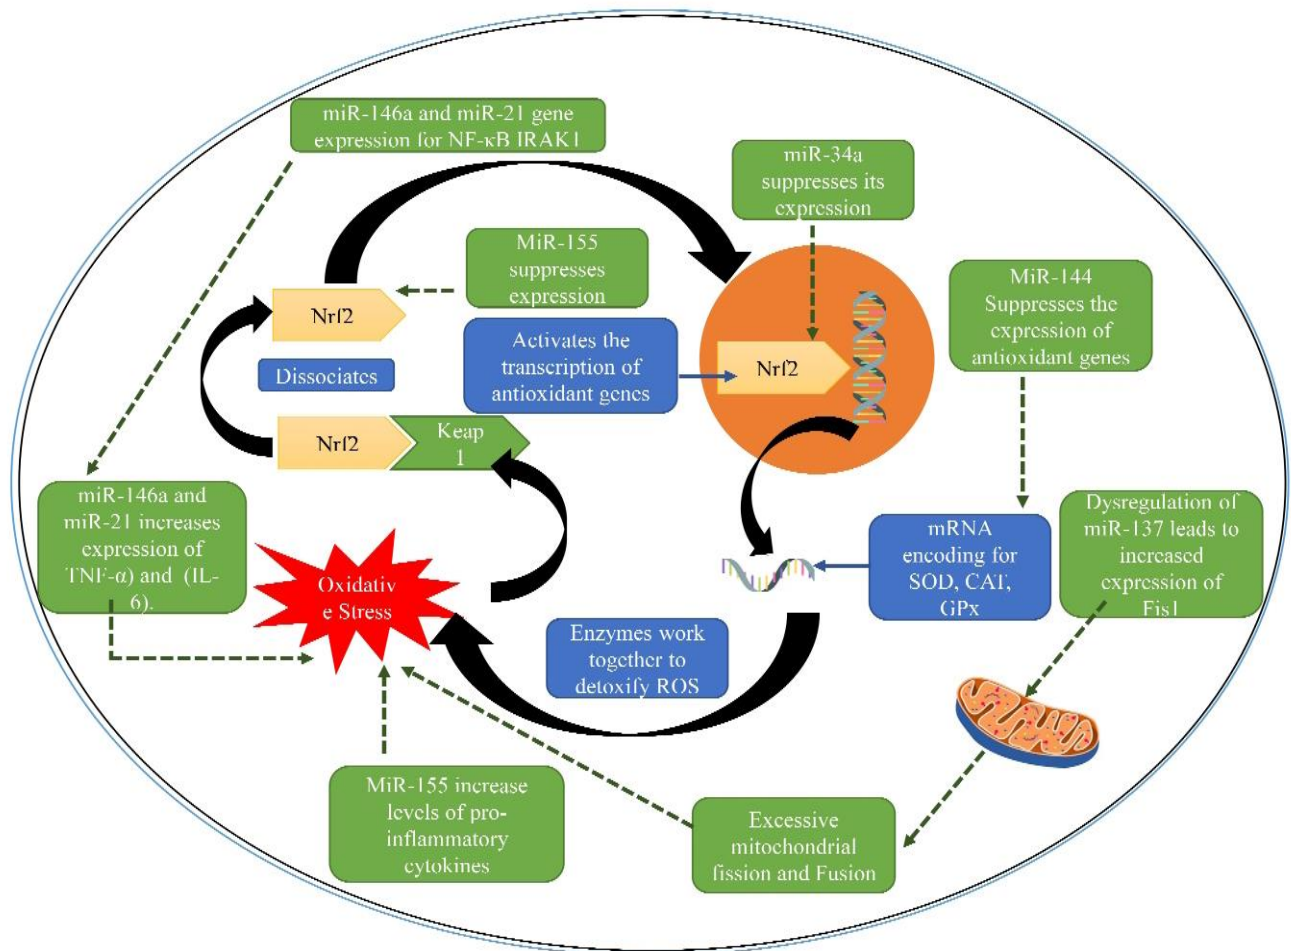 miR-146a and miR-21 gene
expression for NF-κB IRAK1
miR-34a
suppresses its
expression
MiR-155
suppresses
expression
MiR-144
Suppresses the
expression of
antioxidant genes
Nrf2
Activates the
transcription of
antioxidant genes
Nrf2
Dissociates
Nrf2
Keap
1
miR-146a and
miR-21 increases
expression of
TNF-α) and (IL-
6).
Oxidativ
e Stress
mRNA
encoding for
SOD, CAT,
GPx
Dysregulation of
miR-137 leads to
increased
expression of
Fis1
Enzymes work
together to
detoxify ROS
MiR-155 increase
levels of pro-
inflammatory
cytokines
Excessive
mitochondrial
fission and Fusion